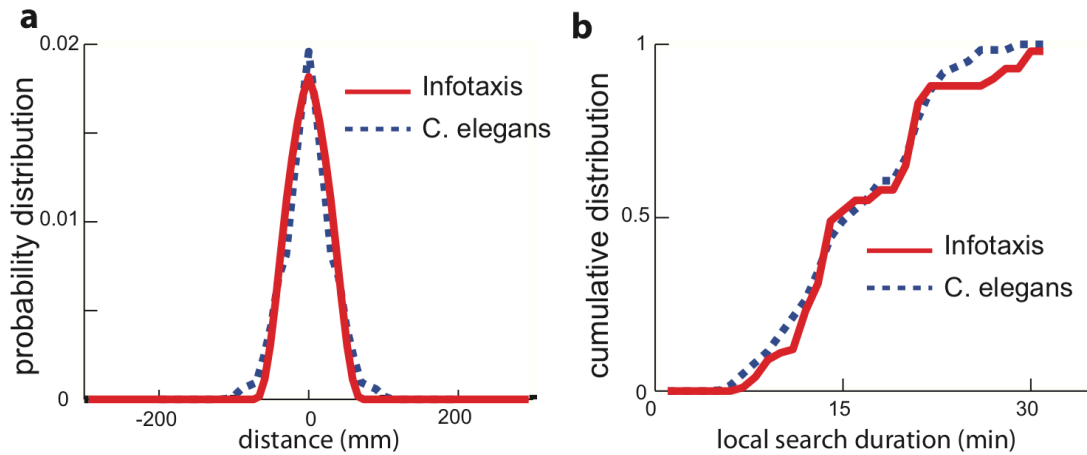 a
probability distribution
0.02
0.01
0
-200
0
200
distance (mm)
Infotaxis
C. elegans
b
cumulative distribution
1
0.5
0
0
15
30
local search duration (min)
Infotaxis
C. elegans